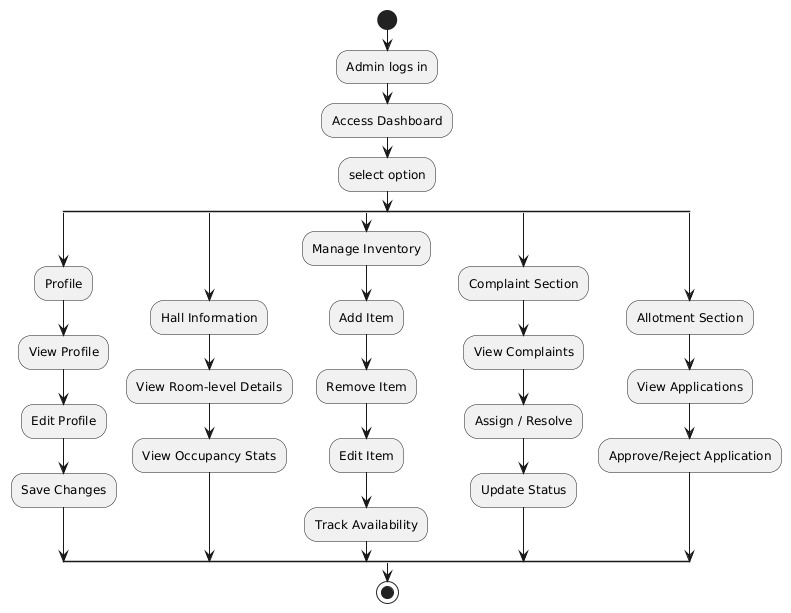 Admin logs in
Access Dashboard
select option
Profile
View Profile
Edit Profile
Save Changes
Hall Information
View Room-level Details
View Occupancy Stats
Manage Inventory
Add Item
Remove Item
Edit Item
Track Availability
Complaint Section
View Complaints
Assign / Resolve
Update Status
Allotment Section
View Applications
Approve/Reject Application